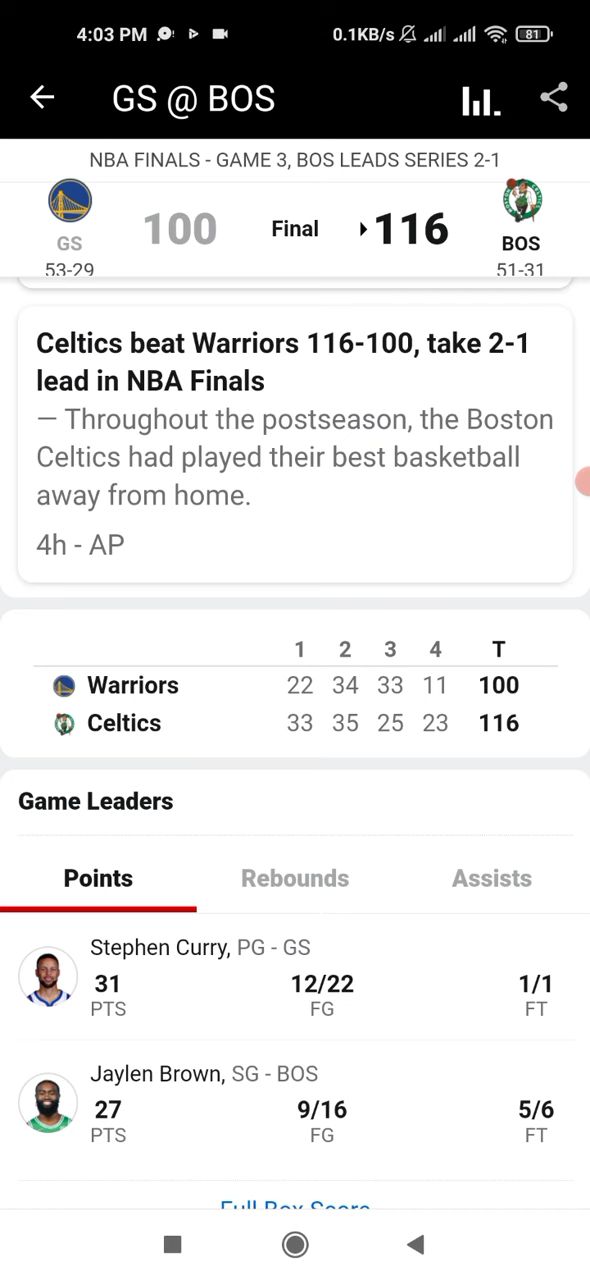 4:03 PM 0.1KB/s 81
GS @ BOS
NBA FINALS - GAME 3, BOS LEADS SERIES 2-1
100 Final 116
GS BOS
53-29 51-31
Celtics beat Warriors 116-100, take 2-1
lead in NBA Finals
— Throughout the postseason, the Boston
Celtics had played their best basketball
away from home.
4h - AP
1 2 3 4 T
Warriors 22 34 33 11 100
Celtics 33 35 25 23 116
Game Leaders
Points Rebounds Assists
Stephen Curry, PG - GS
31 12/22 1/1
PTS FG FT
Jaylen Brown, SG - BOS
27 9/16 5/6
PTS FG FT
Full Box Score